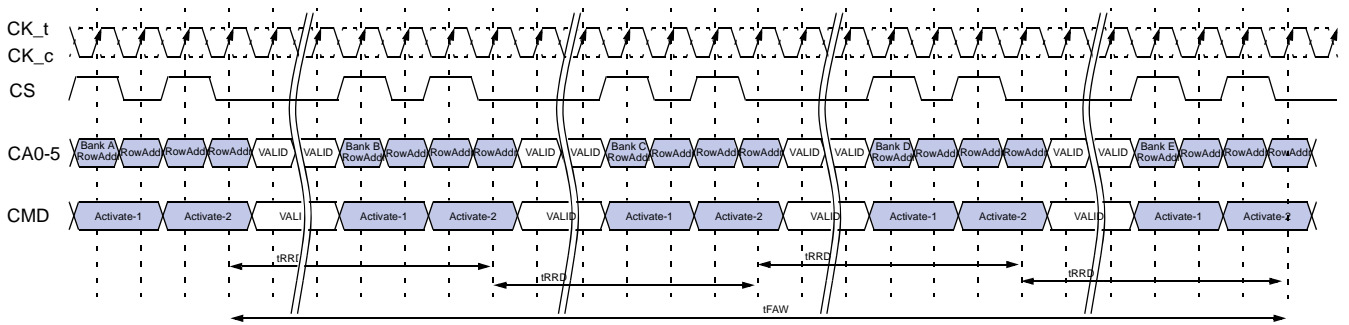 CK_t
CK_c
CS
CA0-5 Bank A RowAddr RowAddr RowAddr RowAddr VALID VALID Bank B RowAddr RowAddr RowAddr RowAddr VALID VALID Bank C RowAddr RowAddr RowAddr RowAddr VALID VALID Bank D RowAddr RowAddr RowAddr RowAddr VALID VALID Bank E RowAddr RowAddr RowAddr RowAddr
CMD Activate-1 Activate-2 VALI Activate-1 Activate-2 VALID Activate-1 Activate-2 VALID Activate-1 Activate-2 VALID Activate-1 Activate-2
tRRD tRRD
tRRD tRRD
tFAW